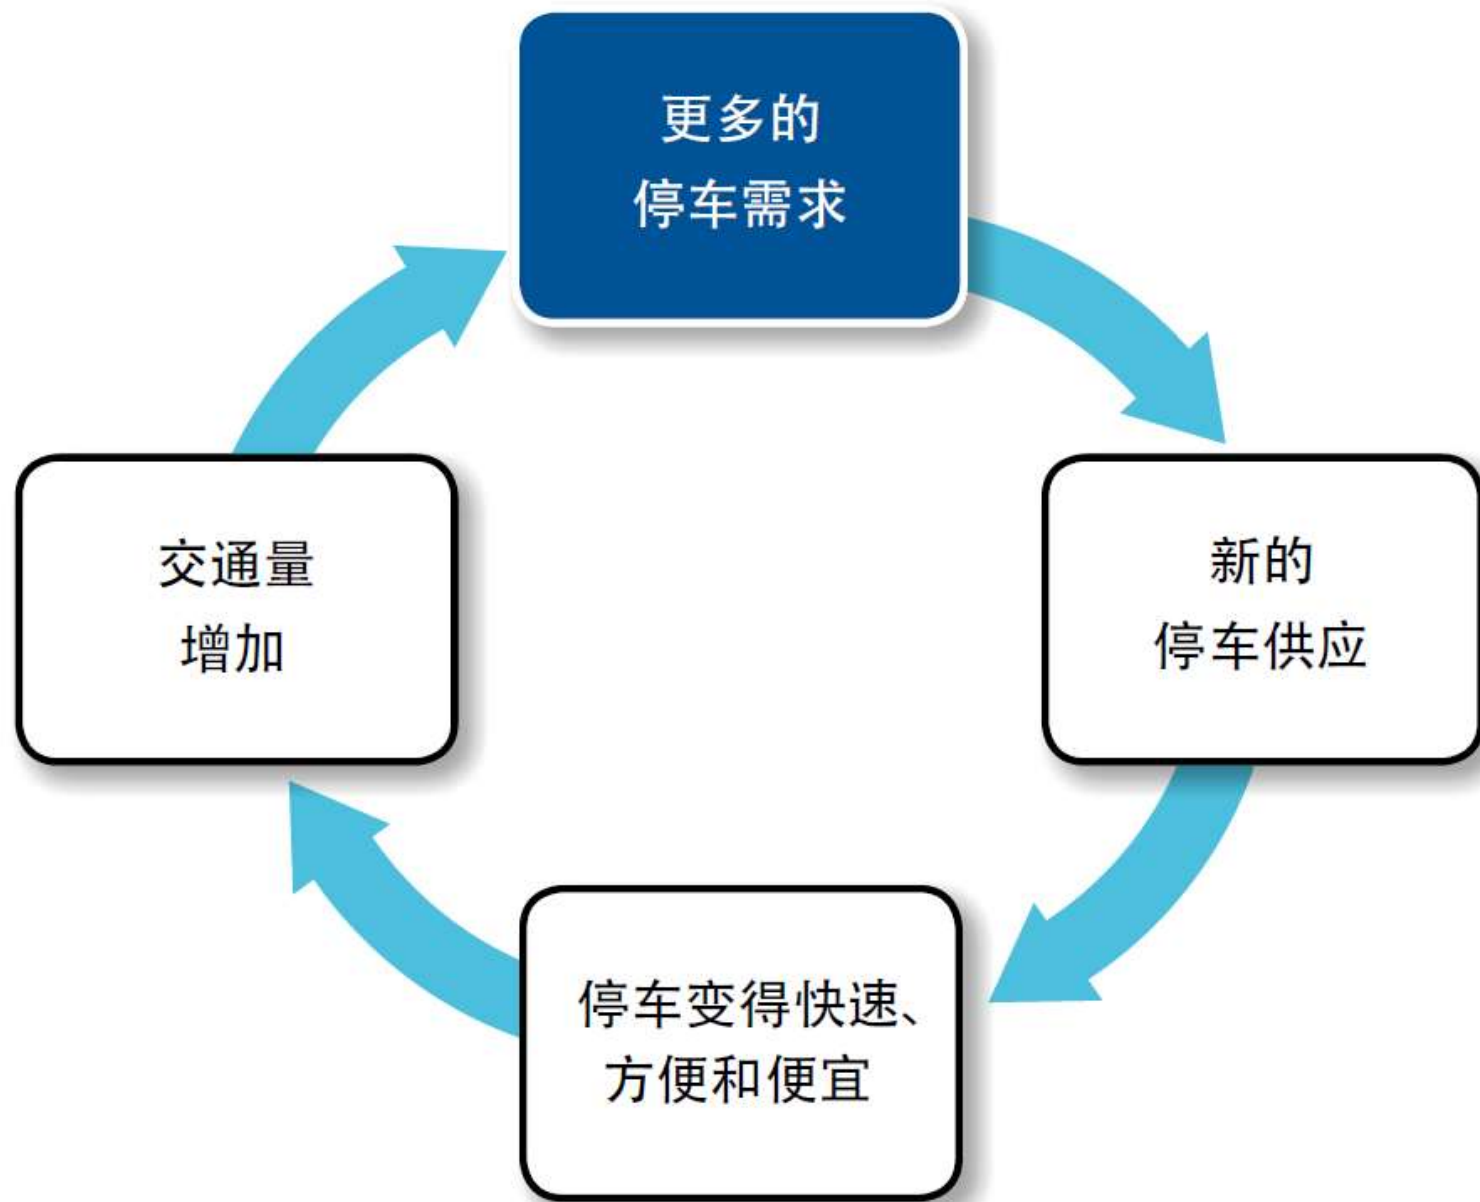 更多的
停车需求
新的
停车供应
停车变得快速、
方便和便宜
交通量
增加